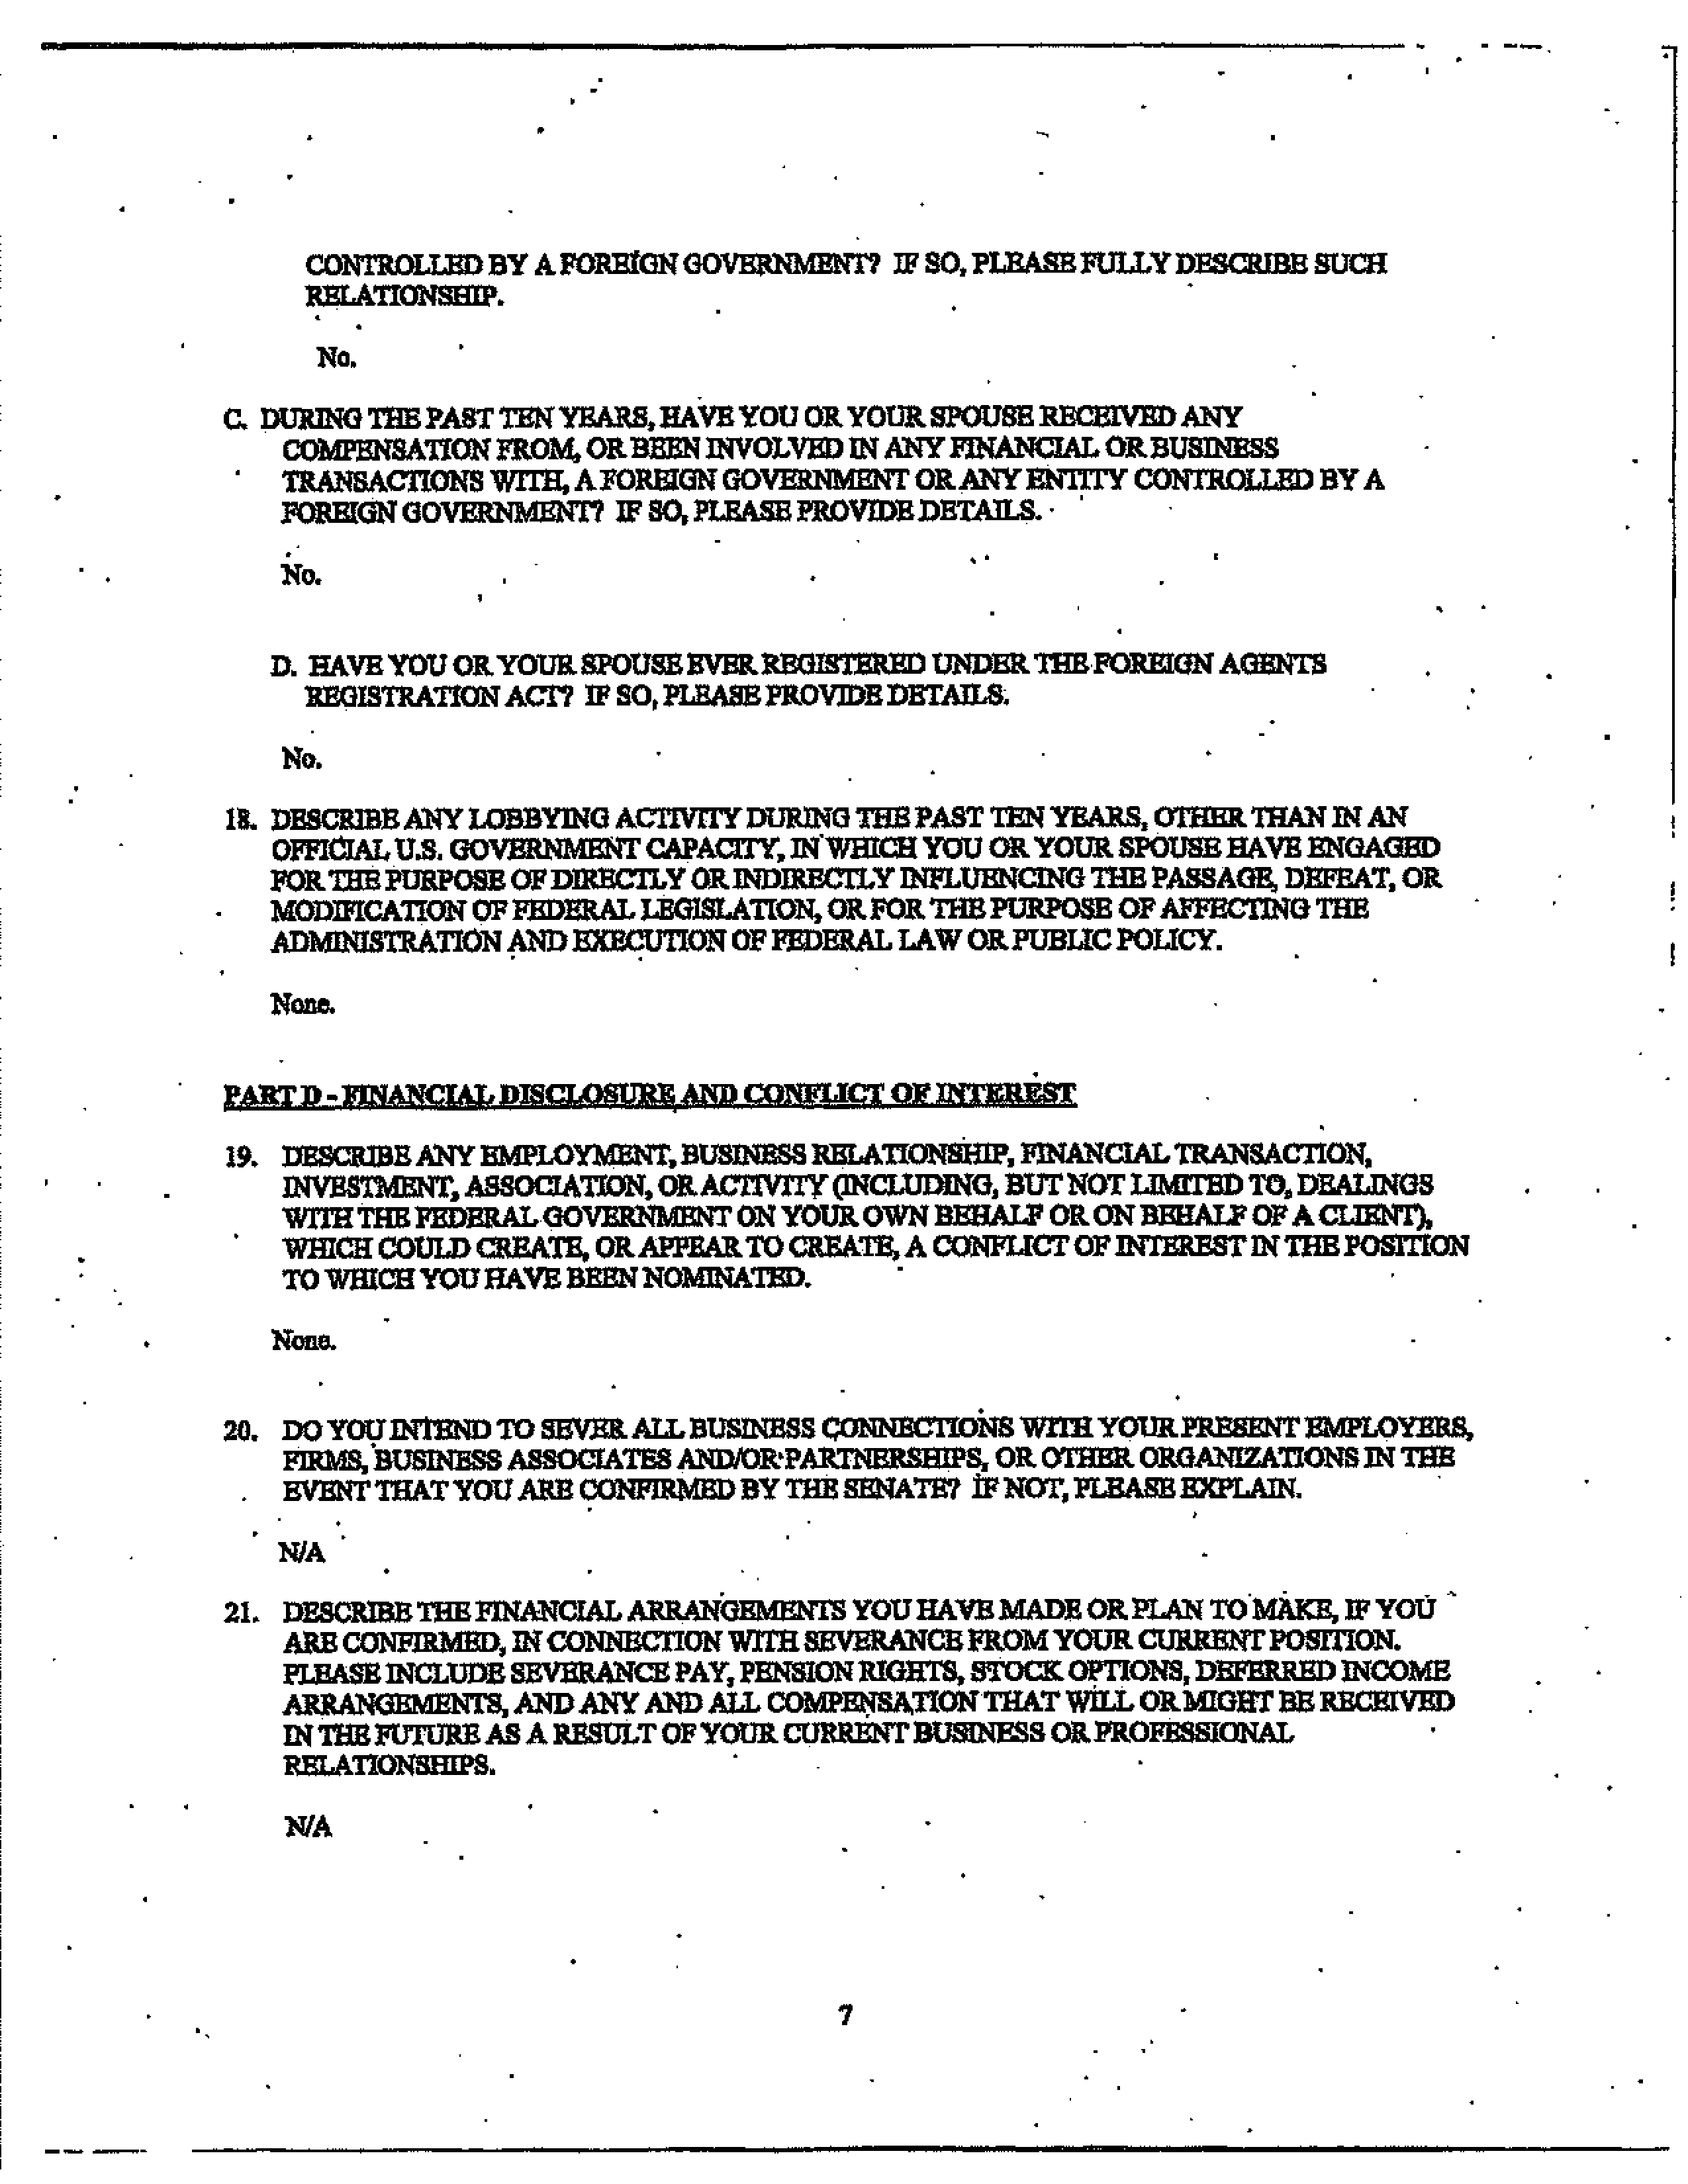 CONTROLLED BY A FOREIGN GOVERNMENT? IF SO, PLEASE FULLY DESCRIBE SUCH
RELATIONSHIP.
No.
C. DURING THE PAST TEN YEARS, HAVE YOU OR YOUR SPOUSE RECEIVED ANY
COMPENSATION FROM, OR BEEN INVOLVED IN ANY FINANCIAL OR BUSINESS
TRANSACTIONS WITH, A FOREIGN GOVERNMENT OR ANY ENTITY CONTROLLED BY A
FOREIGN GOVERNMENT? IF SO, PLEASE PROVIDE DETAILS.
No.
D. HAVE YOU OR YOUR SPOUSE EVER REGISTERED UNDER THE FOREIGN AGENTS
REGISTRATION ACT? IF SO, PLEASE PROVIDE DETAILS.
No.
18. DESCRIBE ANY LOBBYING ACTIVITY DURING THE PAST TEN YEARS, OTHER THAN IN AN
OFFICIAL U.S. GOVERNMENT CAPACITY, IN WHICH YOU OR YOUR SPOUSE HAVE ENGAGED
FOR THE PURPOSE OF DIRECTLY OR INDIRECTLY INFLUENCING THE PASSAGE, DEFEAT, OR
MODIFICATION OF FEDERAL LEGISLATION, OR FOR THE PURPOSE OF AFFECTING THE
ADMINISTRATION AND EXECUTION OF FEDERAL LAW OR PUBLIC POLICY.
None.
PART D - FINANCIAL DISCLOSURE AND CONFLICT OF INTEREST
19. DESCRIBE ANY EMPLOYMENT, BUSINESS RELATIONSHIP, FINANCIAL TRANSACTION,
INVESTMENT, ASSOCIATION, OR ACTIVITY (INCLUDING, BUT NOT LIMITED TO, DEALINGS
WITH THE FEDERAL GOVERNMENT ON YOUR OWN BEHALF OR ON BEHALF OF A CLIENT),
WHICH COULD CREATE, OR APPEAR TO CREATE, A CONFLICT OF INTEREST IN THE POSITION
TO WHICH YOU HAVE BEEN NOMINATED.
None.
20. DO YOU INTEND TO SEVER ALL BUSINESS CONNECTIONS WITH YOUR PRESENT EMPLOYERS,
FIRMS, BUSINESS ASSOCIATES AND/OR PARTNERSHIPS, OR OTHER ORGANIZATIONS IN THE
EVENT THAT YOU ARE CONFIRMED BY THE SENATE? IF NOT, PLEASE EXPLAIN.
N/A
21. DESCRIBE THE FINANCIAL ARRANGEMENTS YOU HAVE MADE OR PLAN TO MAKE, IF YOU
ARE CONFIRMED, IN CONNECTION WITH SEVERANCE FROM YOUR CURRENT POSITION.
PLEASE INCLUDE SEVERANCE PAY, PENSION RIGHTS, STOCK OPTIONS, DEFERRED INCOME
ARRANGEMENTS, AND ANY AND ALL COMPENSATION THAT WILL OR MIGHT BE RECEIVED
IN THE FUTURE AS A RESULT OF YOUR CURRENT BUSINESS OR PROFESSIONAL
RELATIONSHIPS.
N/A
7